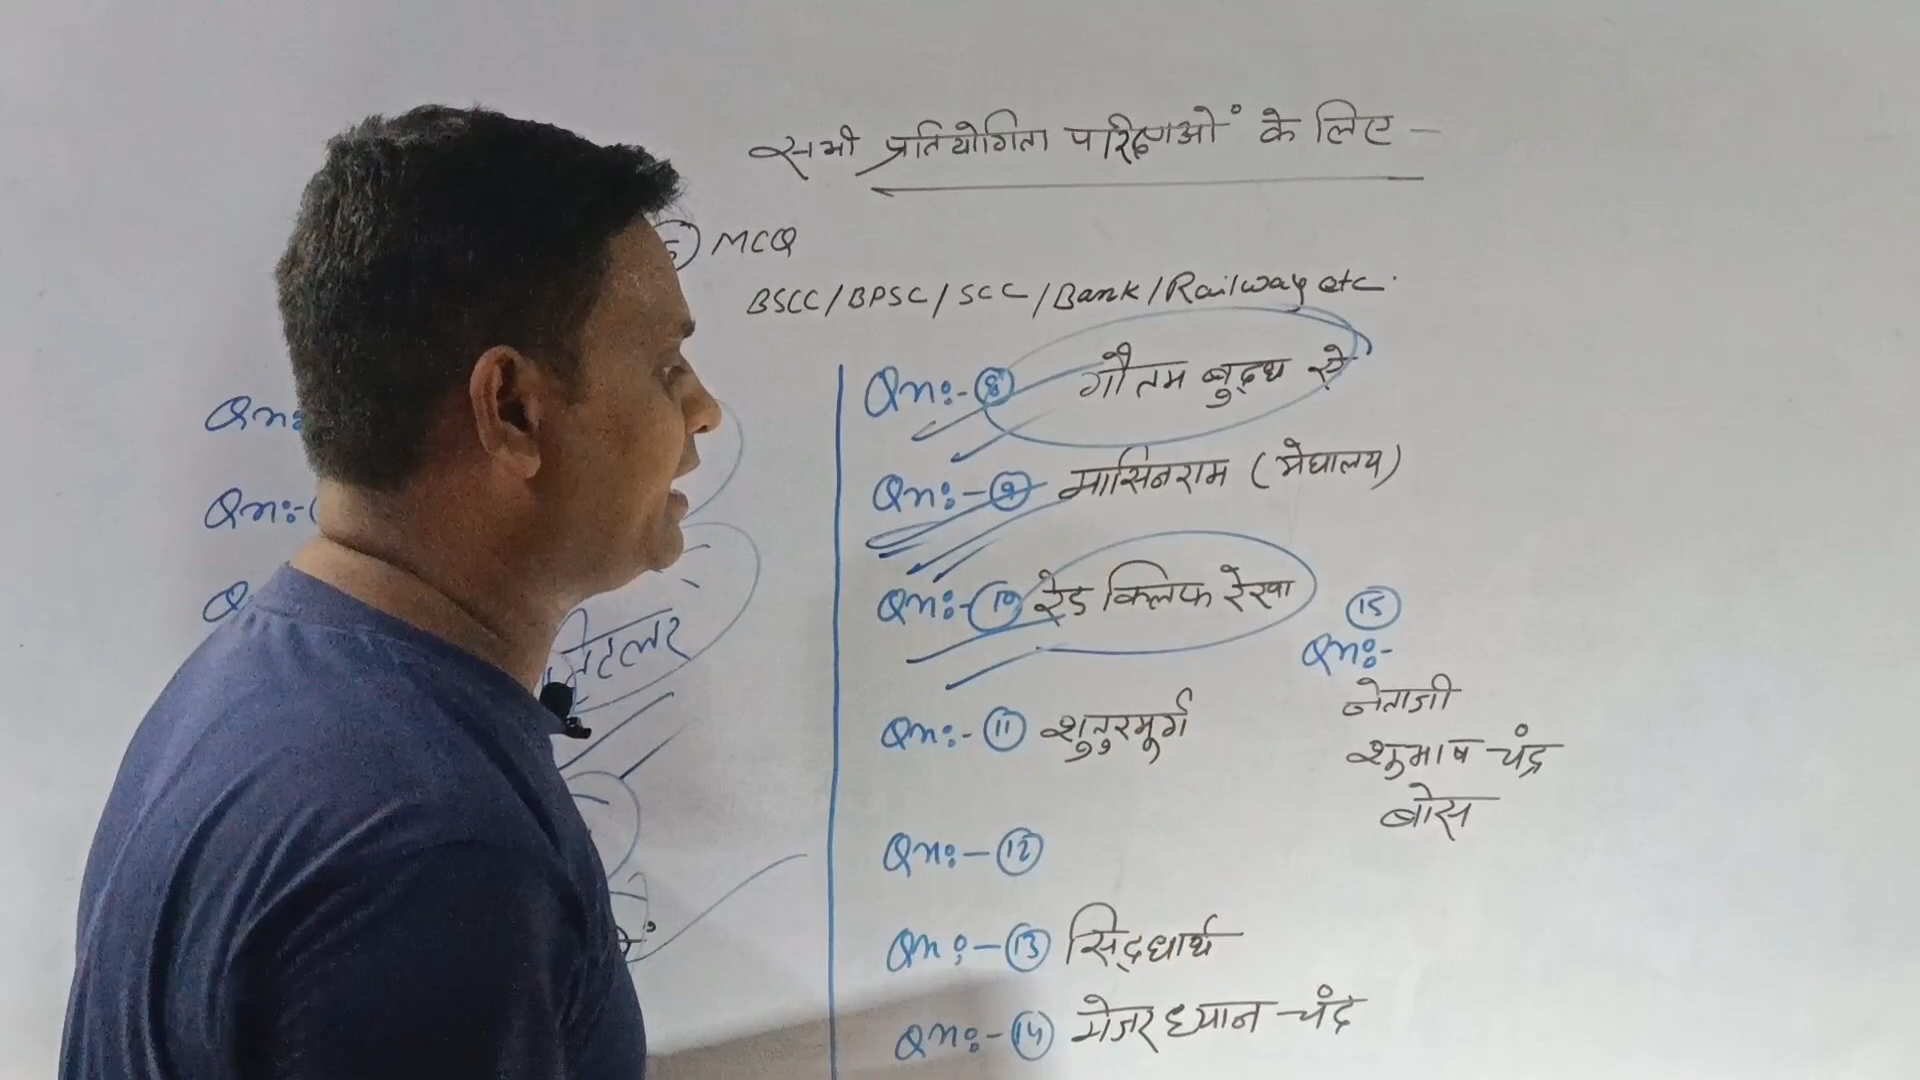 सभी प्रतियोगिता परिक्षाओं के लिए -
MCQ
BSCC/BPSC/SCC/Bank/Railway etc.
Qn:-
Qn:-
Qn:- (8) गौतम बुद्ध से
Qn:- (9) मासिनराम (मेघालय)
Qn:- (10) रेड क्लिफ रेखा
Qn:- (11) शुतुरमुर्ग
Qn:- (12)
Qn:- (13) सिद्धार्थ
Qn:- (14) मेजर ध्यान चंद
(15)
Qn:-
नेताजी
शुभाष चंद्र
बोस